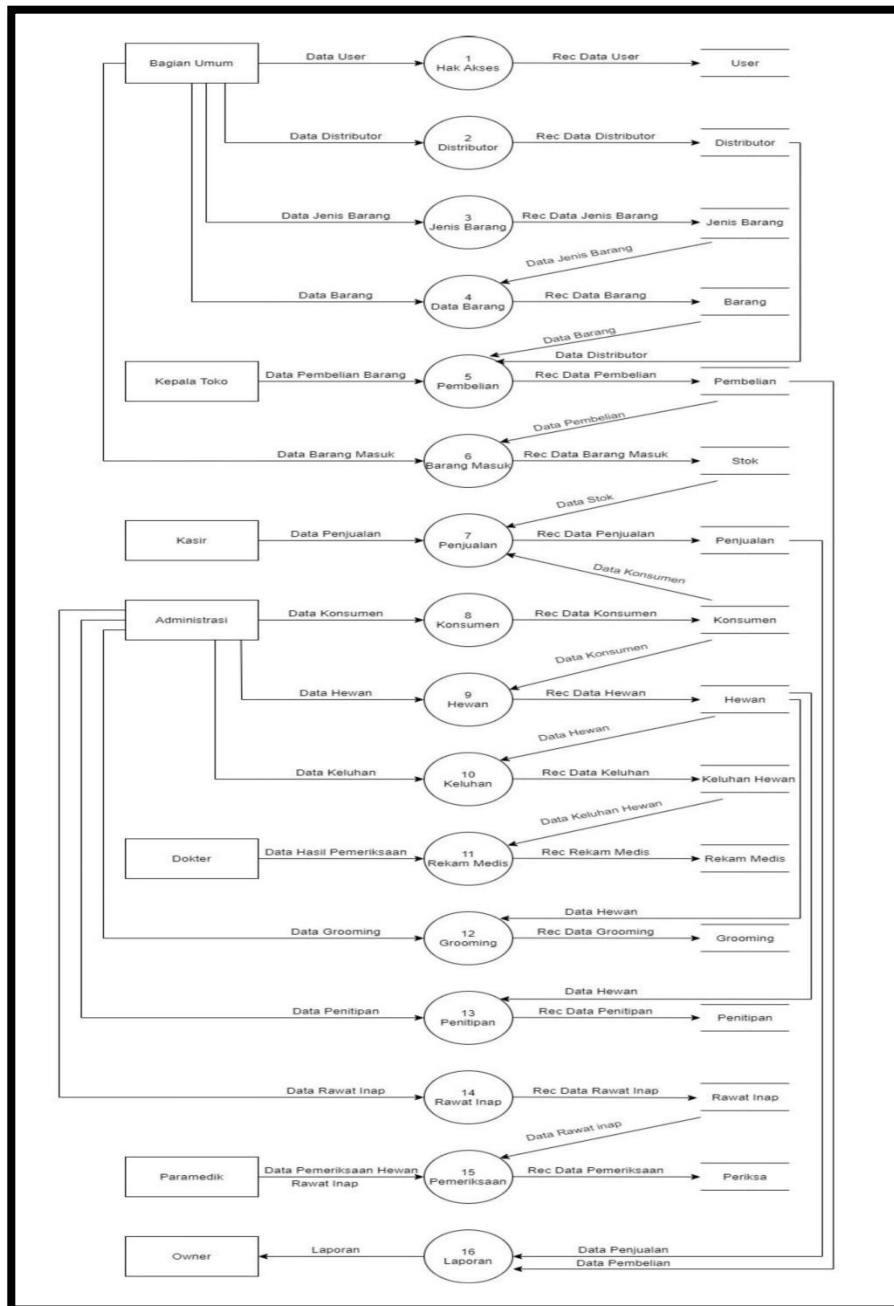 Bagian Umum
Data User
1
Hak Akses
Rec Data User
User
Data Distributor
2
Distributor
Rec Data Distributor
Distributor
Data Jenis Barang
3
Jenis Barang
Rec Data Jenis Barang
Jenis Barang
Data Jenis Barang
Data Barang
4
Data Barang
Rec Data Barang
Barang
Data Barang
Data Distributor
Kepala Toko
Data Pembelian Barang
5
Pembelian
Rec Data Pembelian
Pembelian
Data Pembelian
Data Barang Masuk
6
Barang Masuk
Rec Data Barang Masuk
Stok
Data Stok
Kasir
Data Penjualan
7
Penjualan
Rec Data Penjualan
Penjualan
Data Konsumen
Administrasi
Data Konsumen
8
Konsumen
Rec Data Konsumen
Konsumen
Data Konsumen
Data Hewan
9
Hewan
Rec Data Hewan
Hewan
Data Hewan
Data Keluhan
10
Keluhan
Rec Data Keluhan
Keluhan Hewan
Data Keluhan Hewan
Dokter
Data Hasil Pemeriksaan
11
Rekam Medis
Rec Rekam Medis
Rekam Medis
Data Hewan
Data Grooming
12
Grooming
Rec Data Grooming
Grooming
Data Hewan
Data Penitipan
13
Penitipan
Rec Data Penitipan
Penitipan
Data Rawat Inap
14
Rawat Inap
Rec Data Rawat Inap
Rawat Inap
Data Rawat inap
Paramedik
Data Pemeriksaan Hewan
Rawat Inap
15
Pemeriksaan
Rec Data Pemeriksaan
Periksa
Owner
Laporan
16
Laporan
Data Penjualan
Data Pembelian